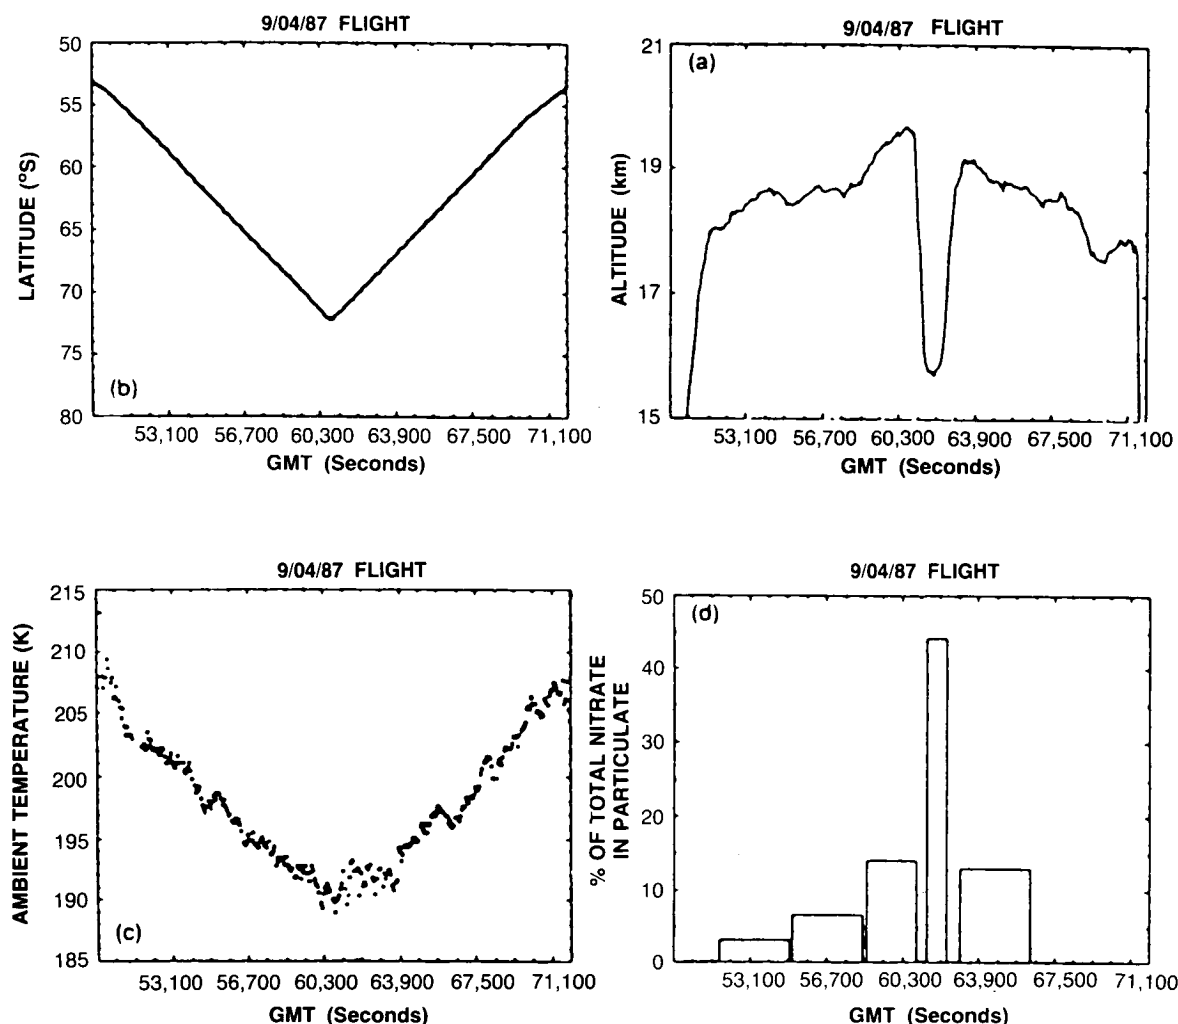 9/04/87 FLIGHT
50
55
60
65
70
75
80
LATITUDE (°S)
(b)
53,100 56,700 60,300 63,900 67,500 71,100
GMT (Seconds)
9/04/87 FLIGHT
21
19
17
15
ALTITUDE (km)
(a)
53,100 56,700 60,300 63,900 67,500 71,100
GMT (Seconds)
9/04/87 FLIGHT
215
210
205
200
195
190
185
AMBIENT TEMPERATURE (K)
(c)
53,100 56,700 60,300 63,900 67,500 71,100
GMT (Seconds)
9/04/87 FLIGHT
50
40
30
20
10
0
% OF TOTAL NITRATE
IN PARTICULATE
(d)
53,100 56,700 60,300 63,900 67,500 71,100
GMT (Seconds)